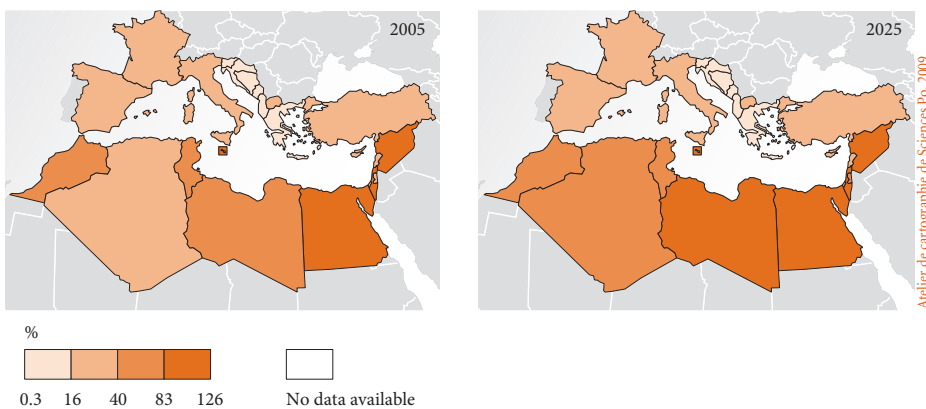 2005
2025
Atelier de cartographie de Sciences Po, 2009
%
0.3 16 40 83 126
No data available